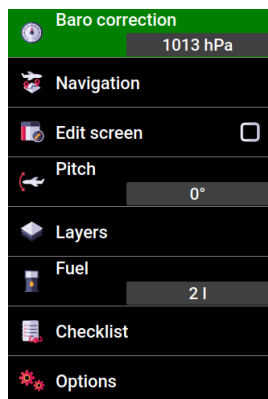 Baro correction
1013 hPa
Navigation
Edit screen
Pitch
0°
Layers
Fuel
2 l
Checklist
Options